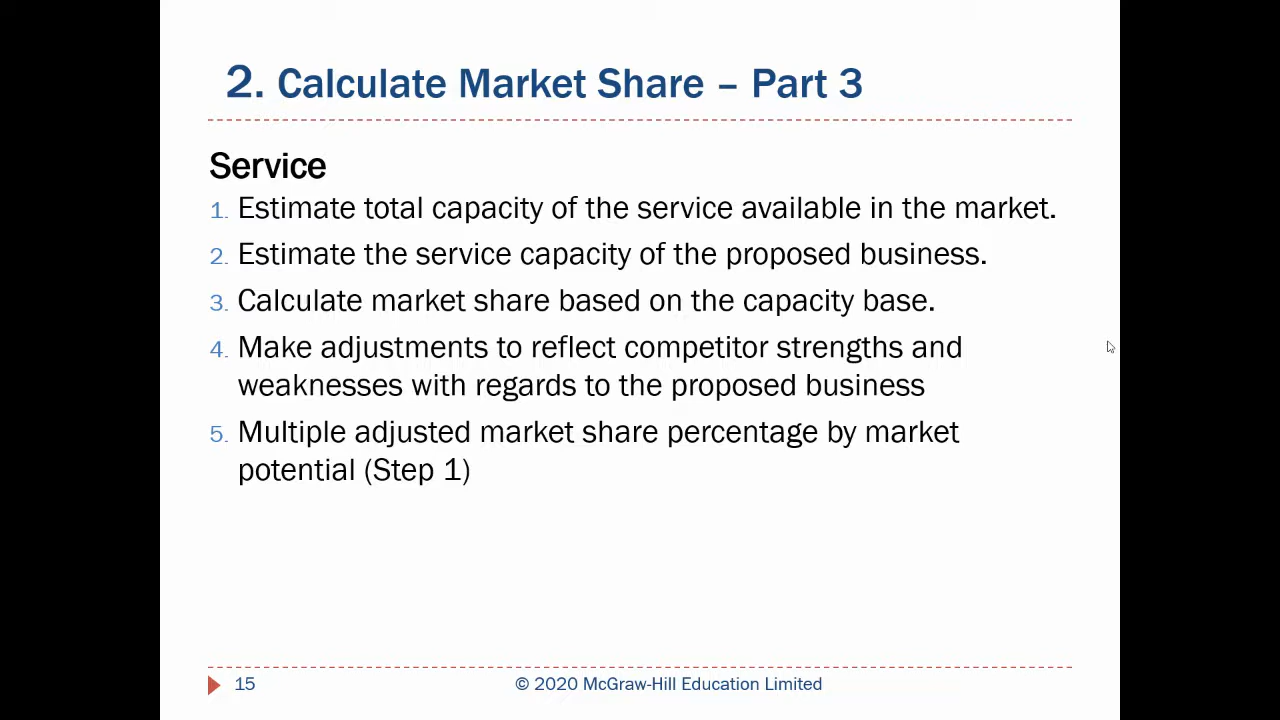 2. Calculate Market Share – Part 3
Service
1. Estimate total capacity of the service available in the market.
2. Estimate the service capacity of the proposed business.
3. Calculate market share based on the capacity base.
4. Make adjustments to reflect competitor strengths and
weaknesses with regards to the proposed business
5. Multiple adjusted market share percentage by market
potential (Step 1)
15
© 2020 McGraw-Hill Education Limited